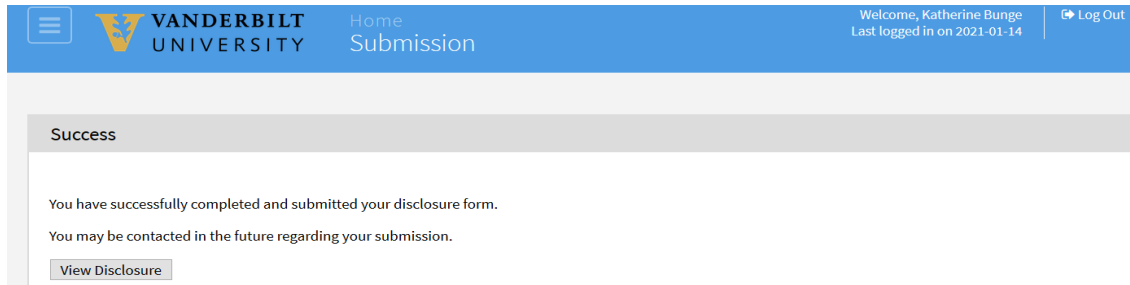 VANDERBILT
UNIVERSITY
Home
Submission
Welcome, Katherine Bunge
Last logged in on 2021-01-14
Log Out
Success
You have successfully completed and submitted your disclosure form.
You may be contacted in the future regarding your submission.
View Disclosure